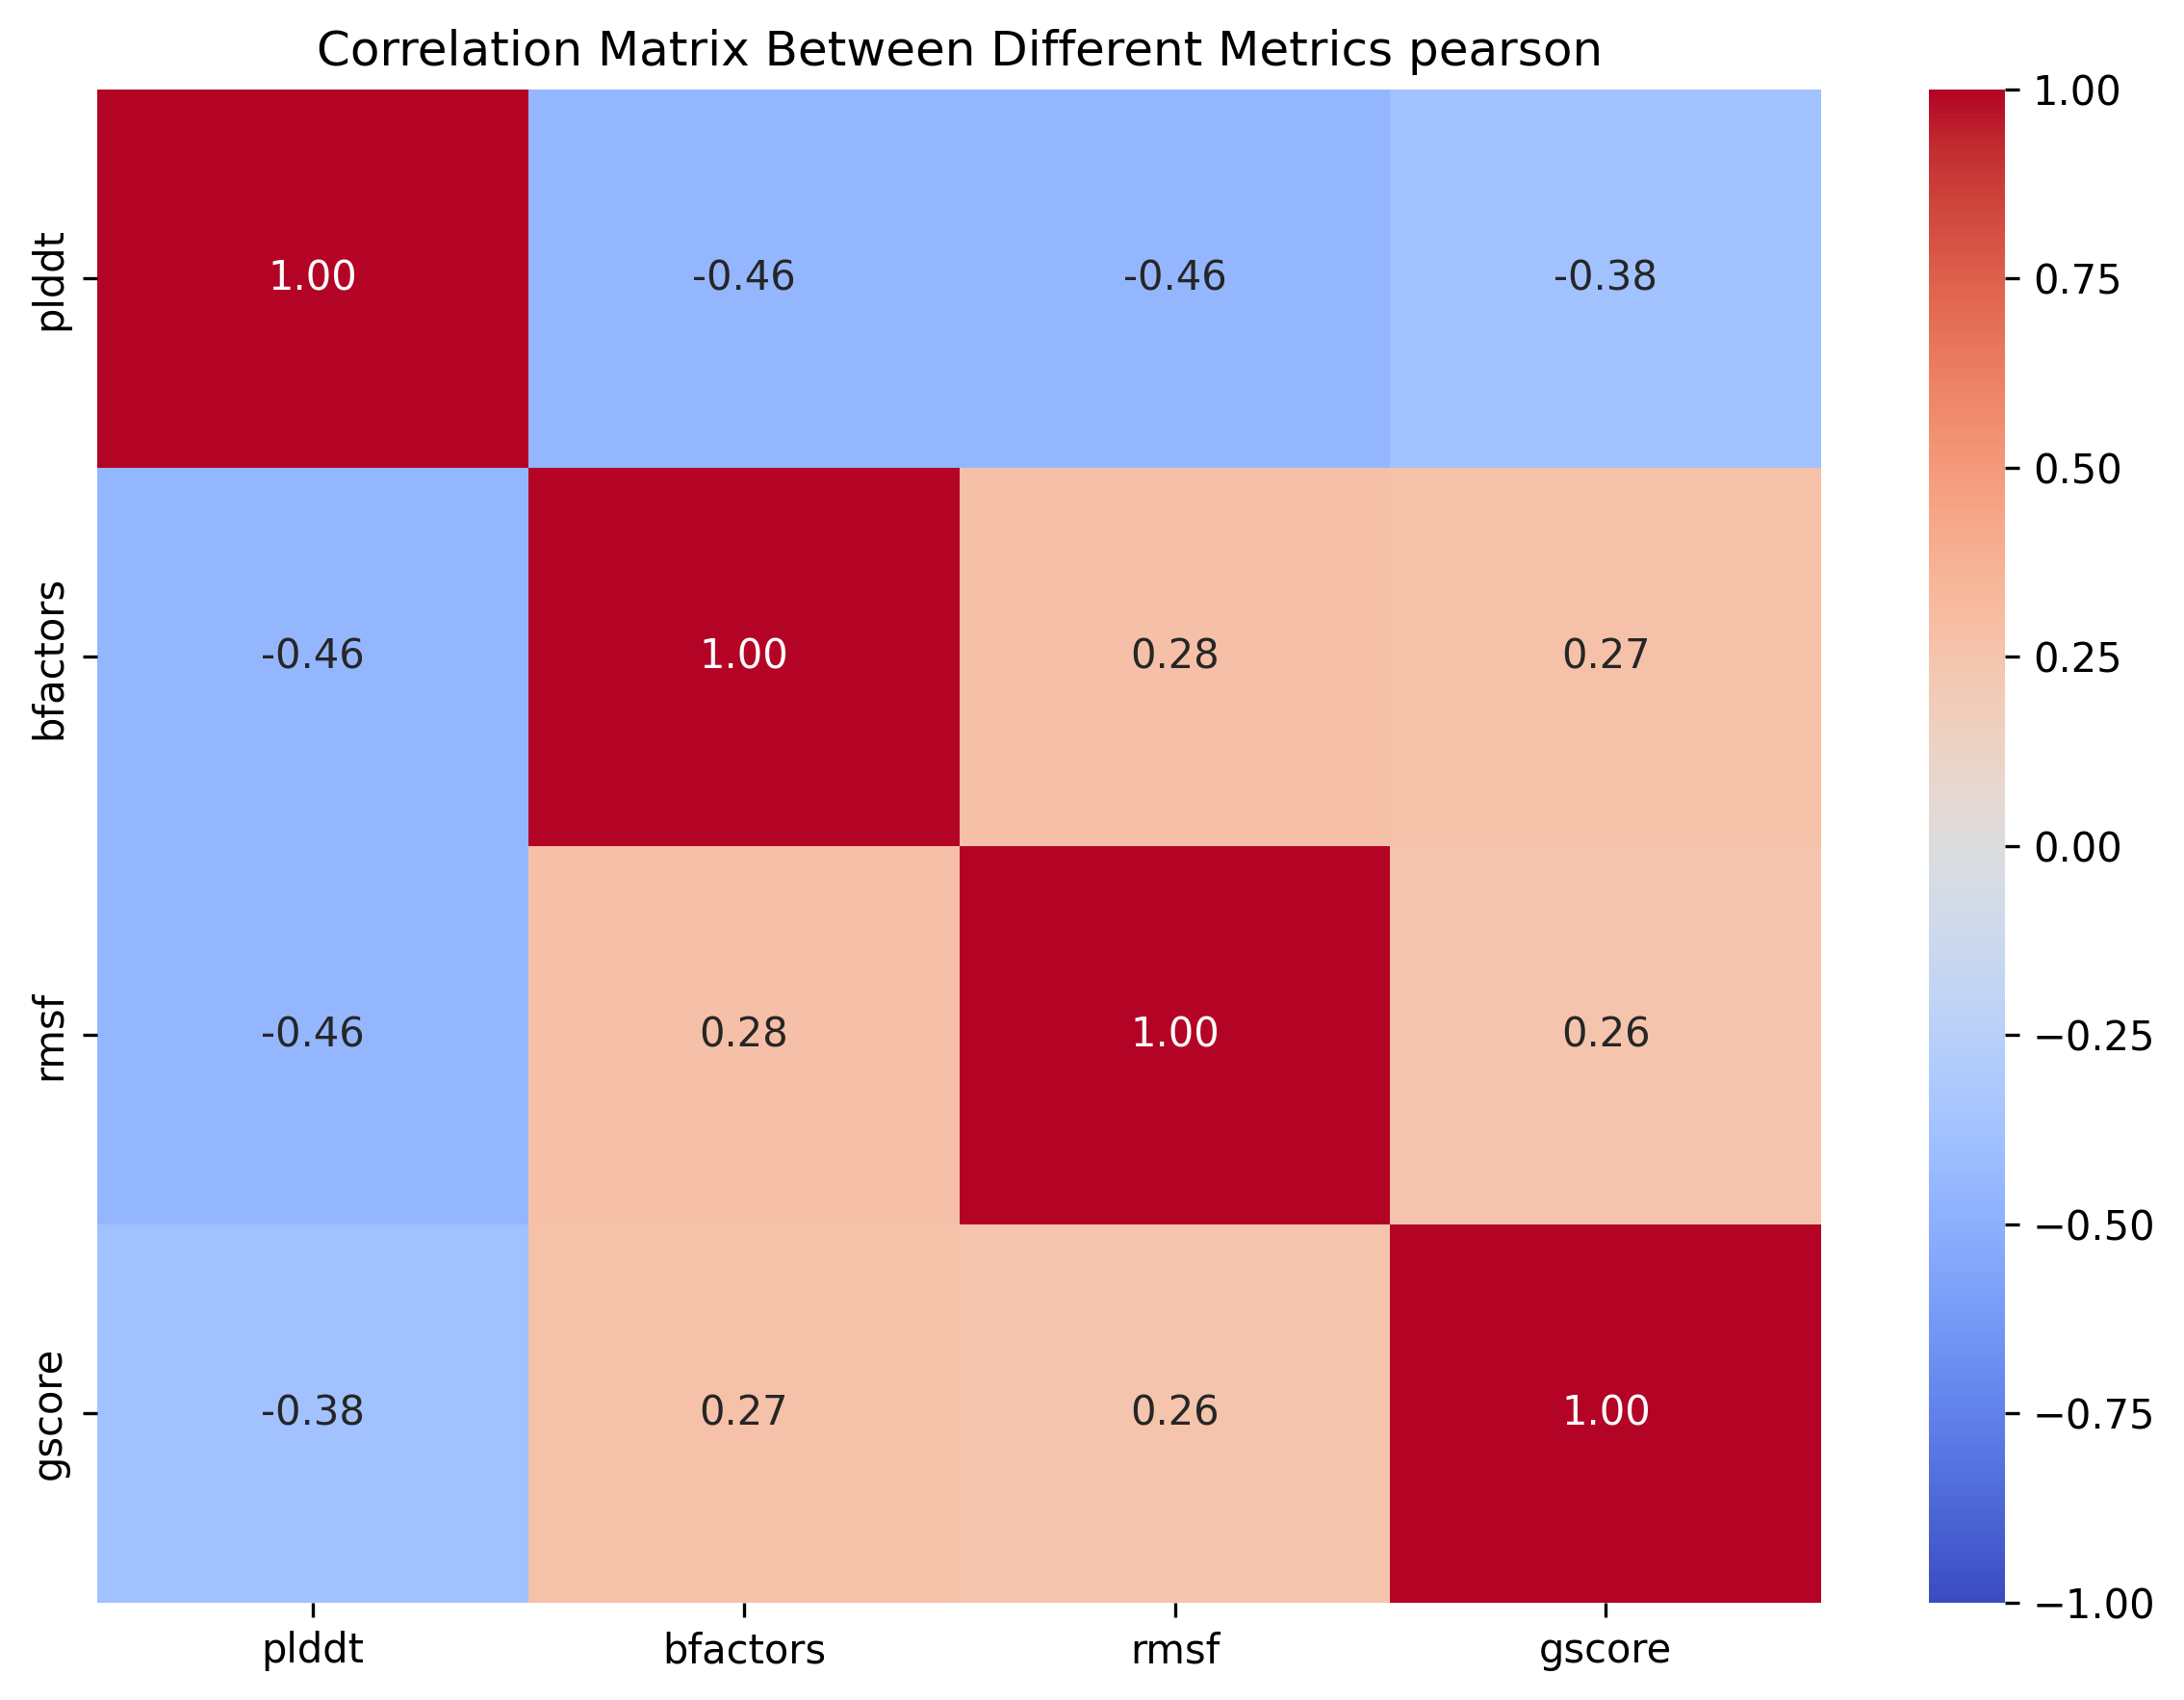 Correlation Matrix Between Different Metrics pearson
plddt 1.00 -0.46 -0.46 -0.38
bfactors -0.46 1.00 0.28 0.27
rmsf -0.46 0.28 1.00 0.26
gscore -0.38 0.27 0.26 1.00
plddt bfactors rmsf gscore
1.00
0.75
0.50
0.25
0.00
−0.25
−0.50
−0.75
−1.00